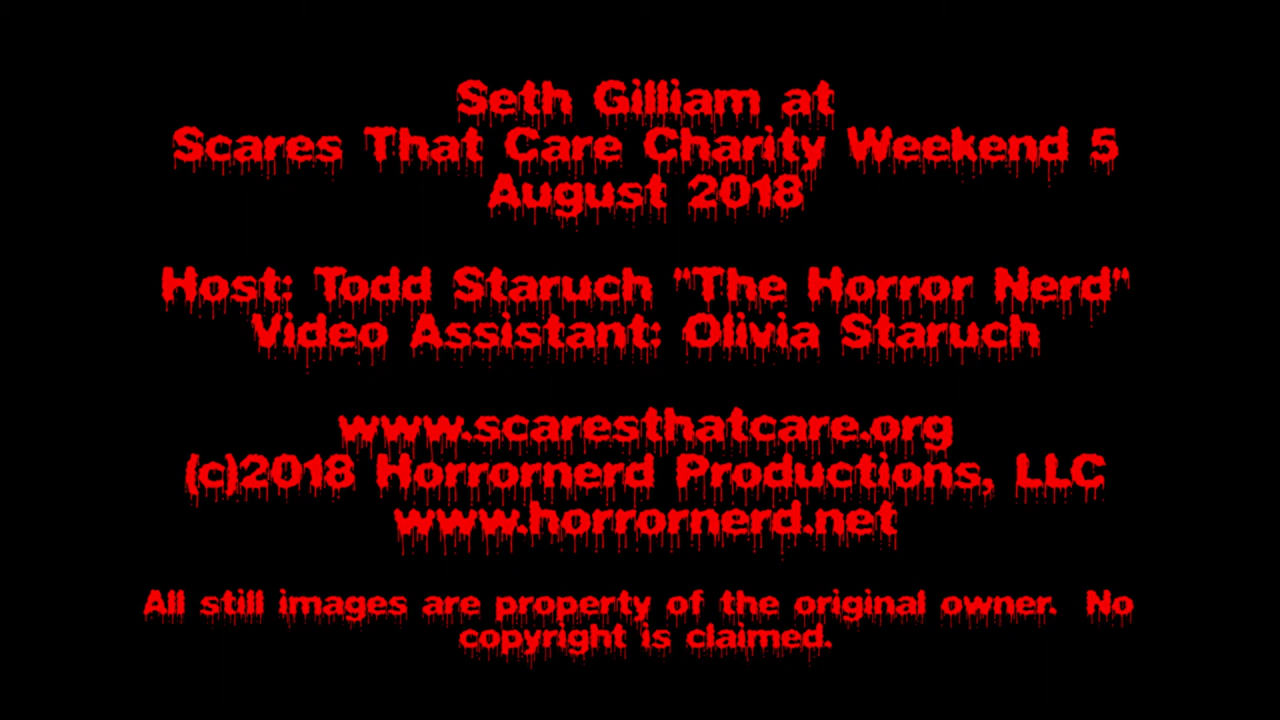 Seth Gilliam at
Scares That Care Charity Weekend 5
August 2018
Host: Todd Staruch "The Horror Nerd"
Video Assistant: Olivia Staruch
www.scaresthatcare.org
(c)2018 Horrornerd Productions, LLC
www.horrornerd.net
All still images are property of the original owner.  No
copyright is claimed.